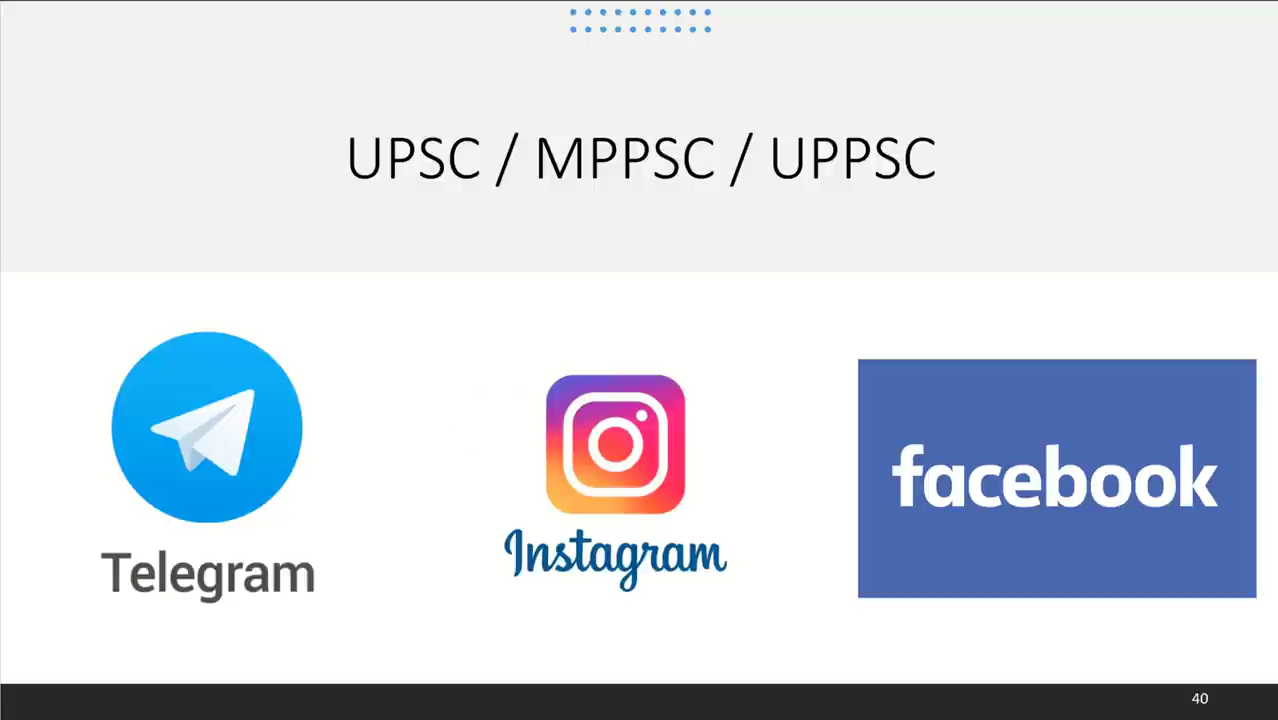 UPSC / MPPSC / UPPSC
Telegram
Instagram
facebook
40